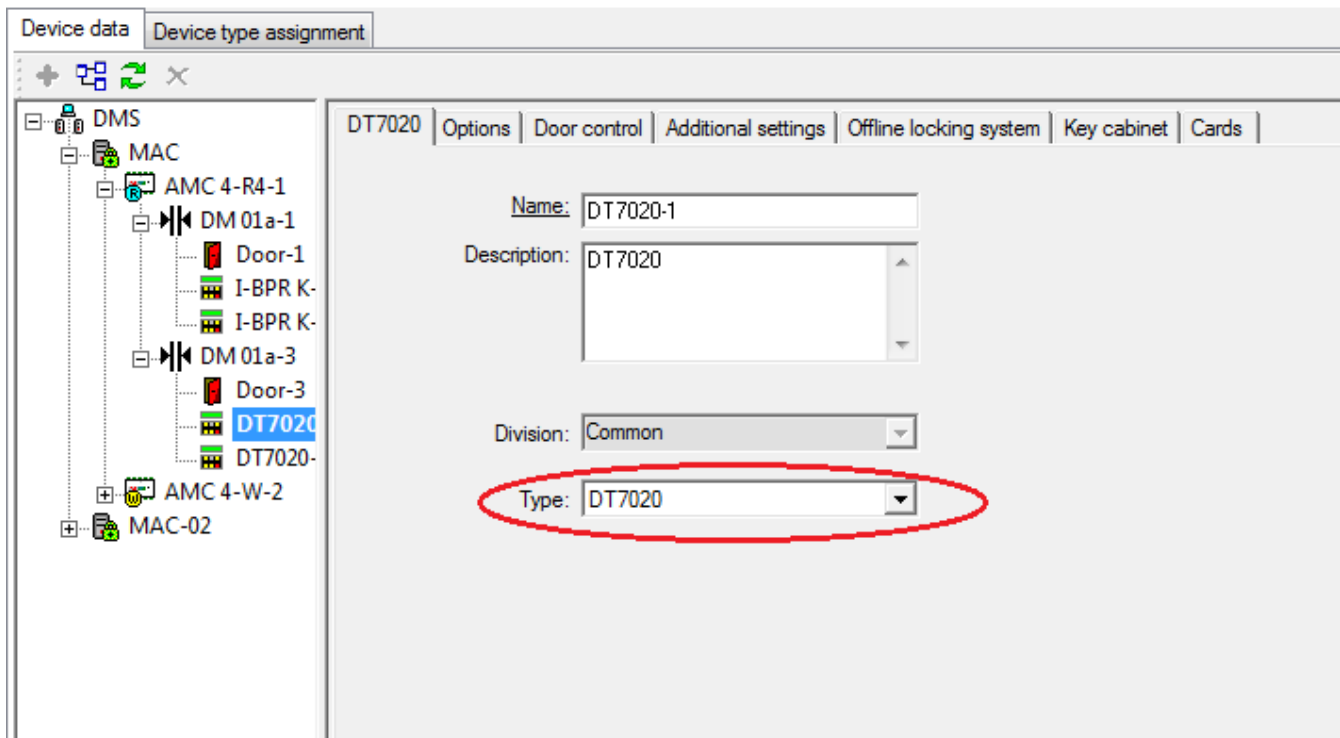 Device data Device type assignment
DMS
MAC
AMC 4-R4-1
DM 01a-1
Door-1
I-BPR K-
I-BPR K-
DM 01a-3
Door-3
DT7020
DT7020-
AMC 4-W-2
MAC-02
DT7020 Options Door control Additional settings Offline locking system Key cabinet Cards
Name: DT7020-1
Description: DT7020
Division: Common
Type: DT7020